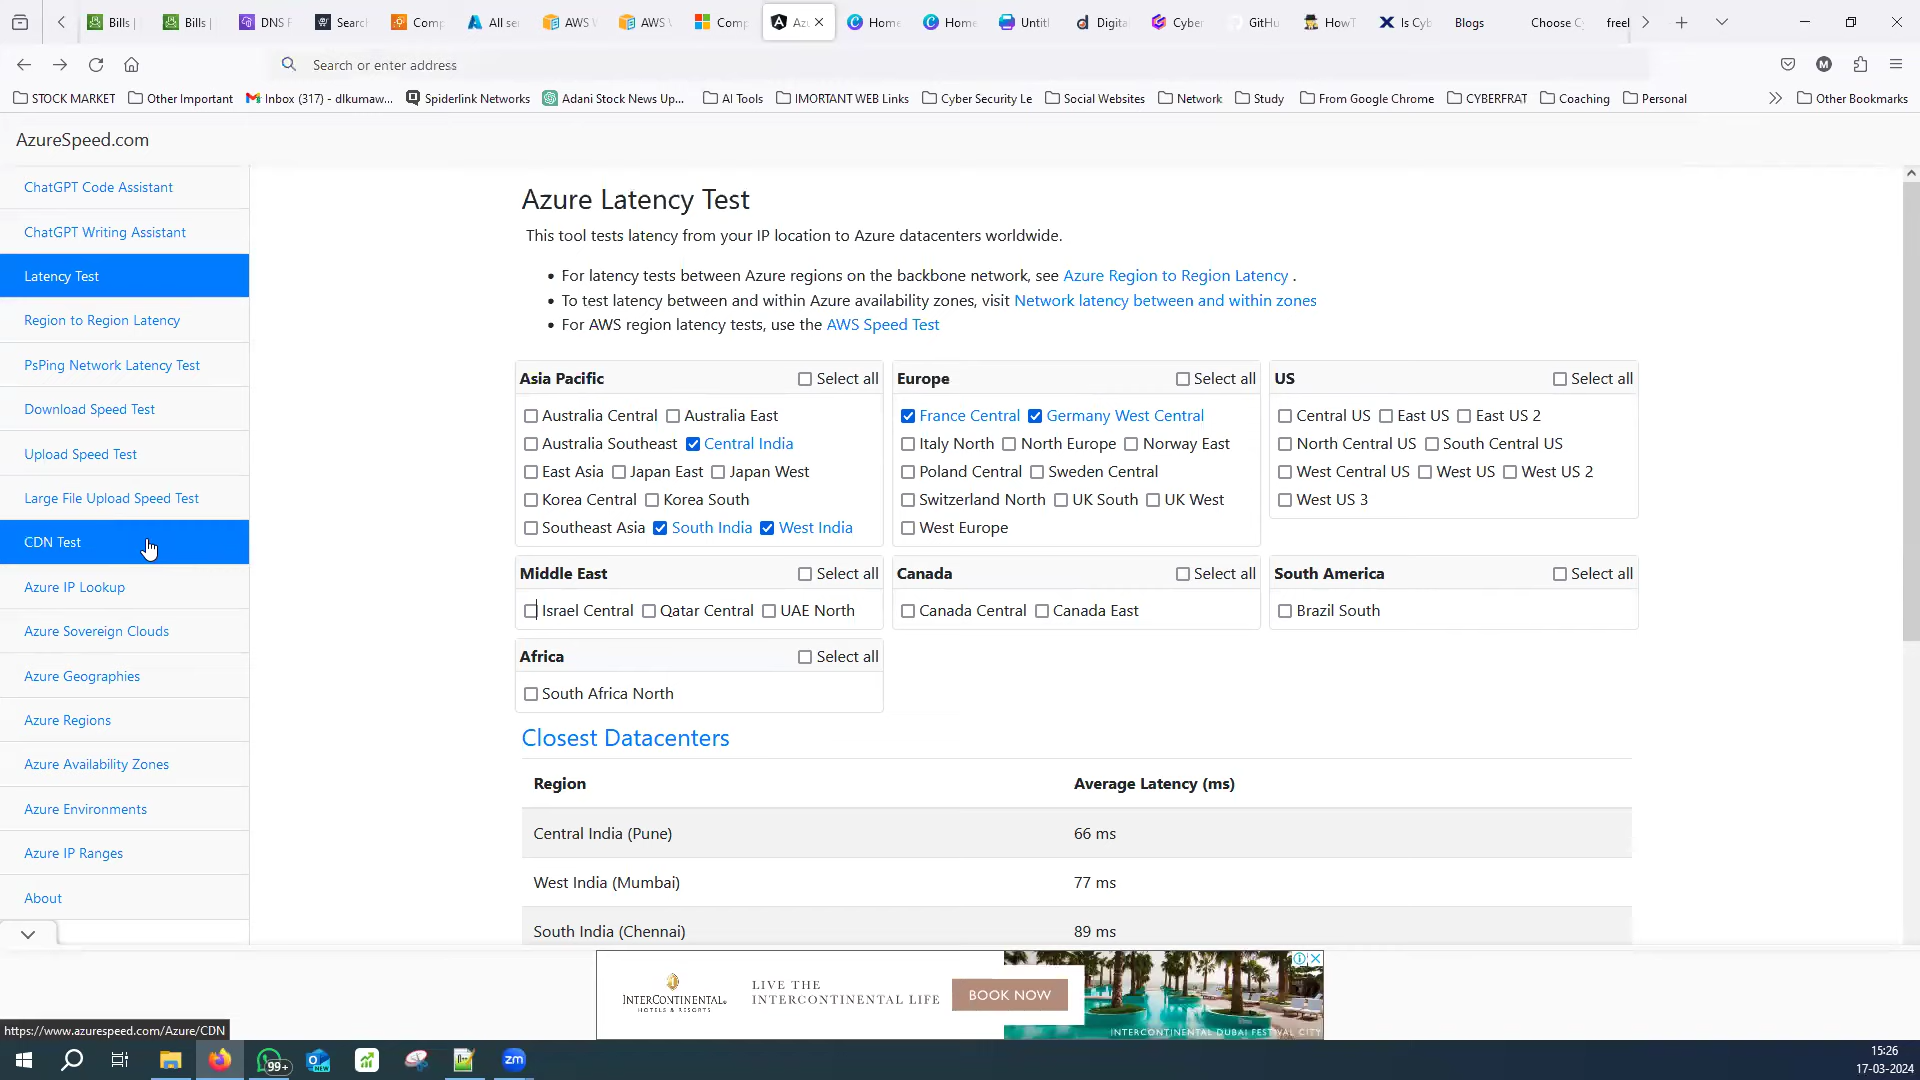 Bills |
Bills |
DNS F
Searc
Comp
All se
AWS V
AWS V
Comp
Azu
Home
Home
Untitl
Digita
Cyber
GitHu
HowT
Is Cyb
Blogs
Choose C
freel
Search or enter address
STOCK MARKET
Other Important
Inbox (317) - dlkumaw...
Spiderlink Networks
Adani Stock News Up...
AI Tools
IMORTANT WEB Links
Cyber Security Le
Social Websites
Network
Study
From Google Chrome
CYBERFRAT
Coaching
Personal
Other Bookmarks
AzureSpeed.com
ChatGPT Code Assistant
ChatGPT Writing Assistant
Latency Test
Region to Region Latency
PsPing Network Latency Test
Download Speed Test
Upload Speed Test
Large File Upload Speed Test
CDN Test
Azure IP Lookup
Azure Sovereign Clouds
Azure Geographies
Azure Regions
Azure Availability Zones
Azure Environments
Azure IP Ranges
About
Azure Latency Test
This tool tests latency from your IP location to Azure datacenters worldwide.
For latency tests between Azure regions on the backbone network, see Azure Region to Region Latency .
To test latency between and within Azure availability zones, visit Network latency between and within zones
For AWS region latency tests, use the AWS Speed Test
Asia Pacific Select all
Australia Central Australia East
Australia Southeast Central India
East Asia Japan East Japan West
Korea Central Korea South
Southeast Asia South India West India
Europe Select all
France Central Germany West Central
Italy North North Europe Norway East
Poland Central Sweden Central
Switzerland North UK South UK West
West Europe
US Select all
Central US East US East US 2
North Central US South Central US
West Central US West US West US 2
West US 3
Middle East Select all
Israel Central Qatar Central UAE North
Canada Select all
Canada Central Canada East
South America Select all
Brazil South
Africa Select all
South Africa North
Closest Datacenters
Region Average Latency (ms)
Central India (Pune) 66 ms
West India (Mumbai) 77 ms
South India (Chennai) 89 ms
INTERCONTINENTAL
HOTELS & RESORTS
LIVE THE
INTERCONTINENTAL LIFE
BOOK NOW
INTERCONTINENTAL DUBAI FESTIVAL CITY
https://www.azurespeed.com/Azure/CDN
99+
NEW
zm
15:26
17-03-2024